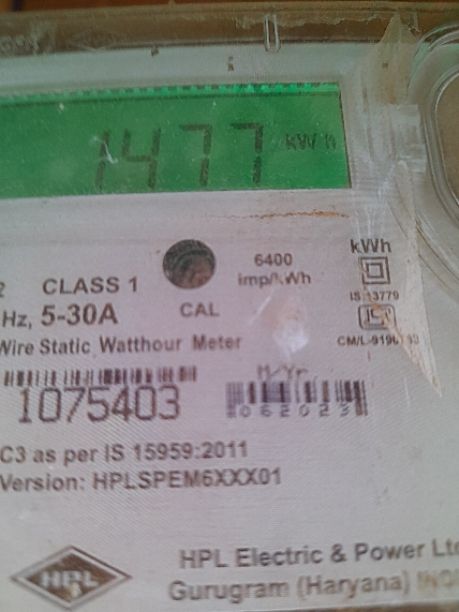 1477 kWh
kWh
6400
imp/kWh
CLASS 1
CAL
IS 13779
Hz, 5-30A
CM/L-9196
Wire Static Watthour Meter
M/Yr
1075403
062023
C3 as per IS 15959:2011
Version: HPLSPEM6XXX01
HPL
HPL Electric & Power Ltd
Gurugram (Haryana)